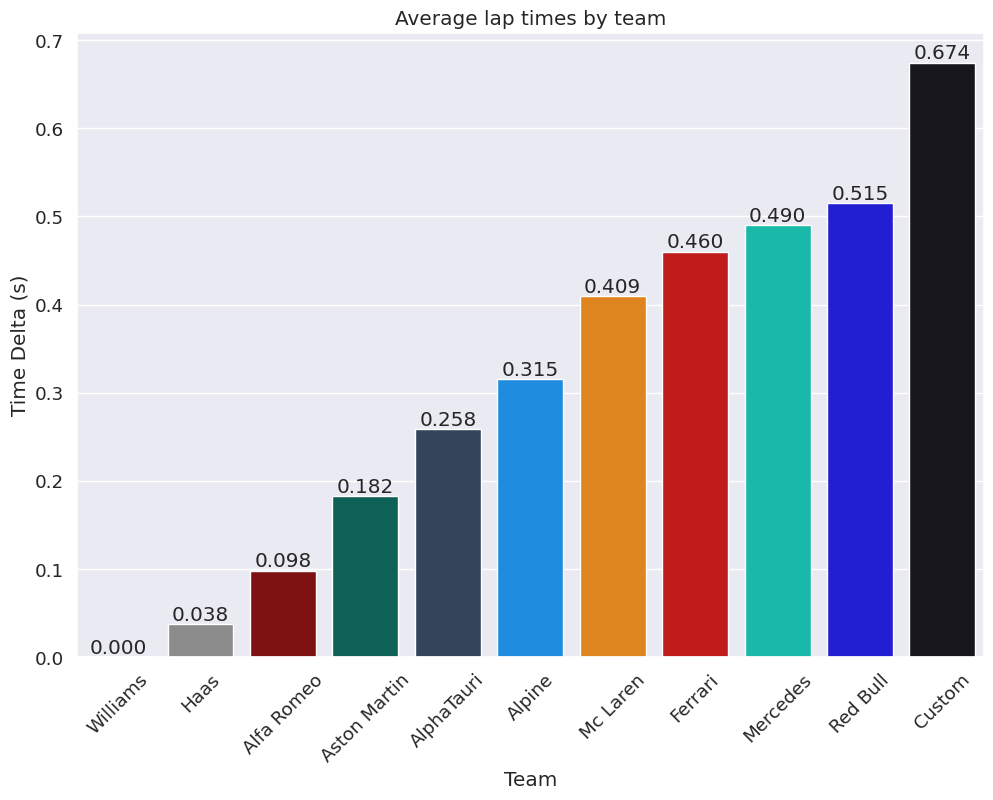 Average lap times by team
Time Delta (s)
0.7
0.6
0.5
0.4
0.3
0.2
0.1
0.0
0.000
0.038
0.098
0.182
0.258
0.315
0.409
0.460
0.490
0.515
0.674
Williams
Haas
Alfa Romeo
Aston Martin
AlphaTauri
Alpine
Mc Laren
Ferrari
Mercedes
Red Bull
Custom
Team